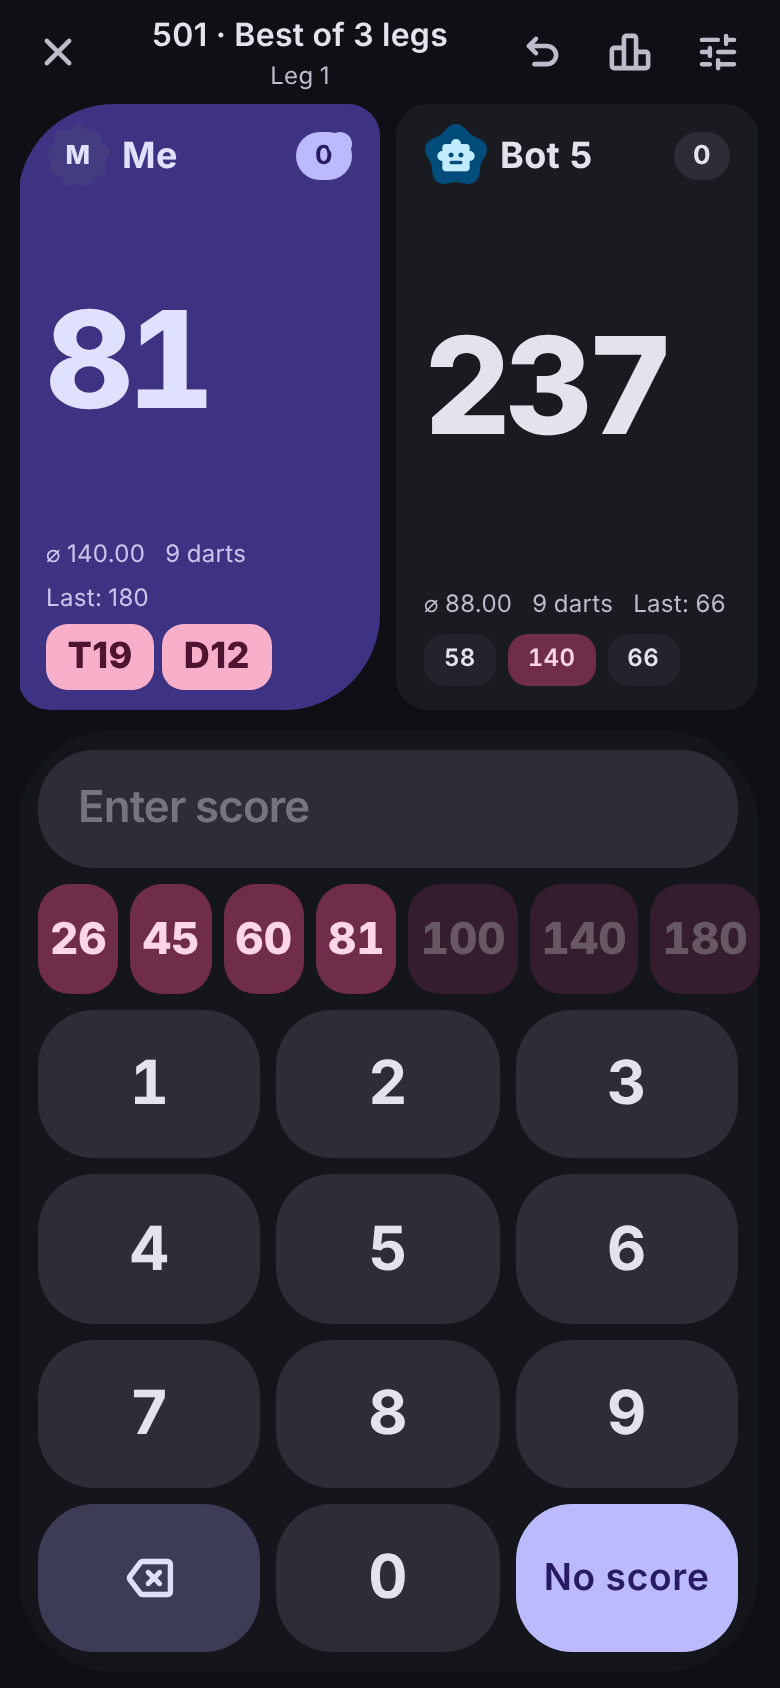 501 · Best of 3 legs
Leg 1
M Me 0
81
⌀ 140.00 9 darts
Last: 180
T19 D12
Bot 5 0
237
⌀ 88.00 9 darts Last: 66
58 140 66
Enter score
26 45 60 81 100 140 180
1 2 3
4 5 6
7 8 9
0 No score